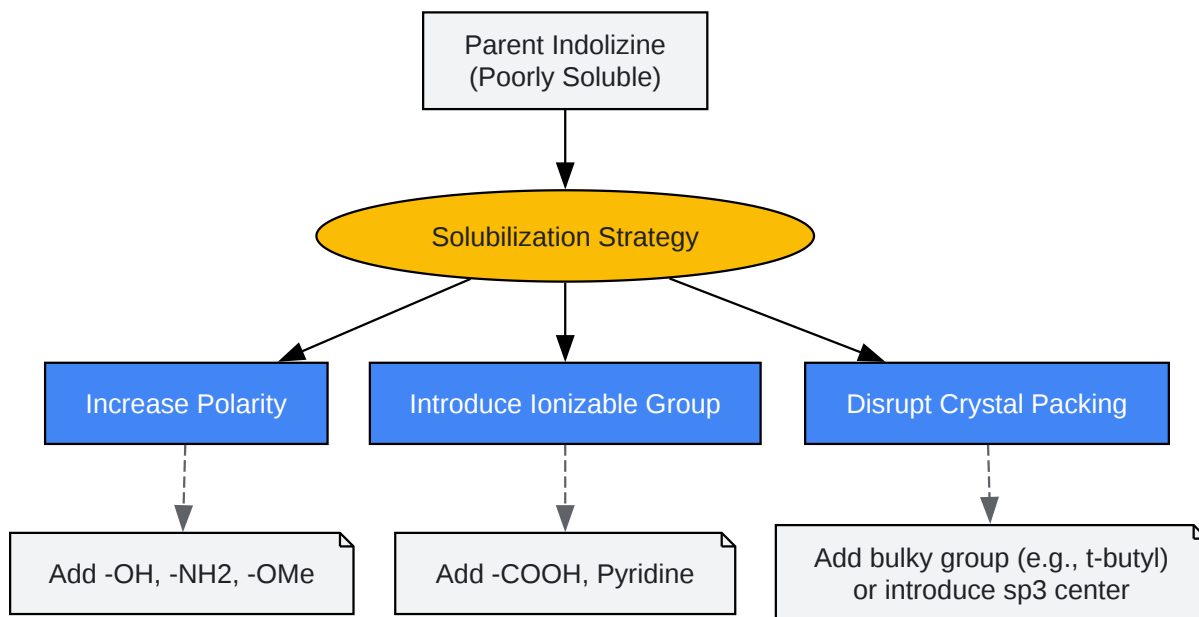 Parent Indolizine
(Poorly Soluble)
Solubilization Strategy
Increase Polarity
Introduce Ionizable Group
Disrupt Crystal Packing
Add -OH, -NH2, -OMe
Add -COOH, Pyridine
Add bulky group (e.g., t-butyl)
or introduce sp3 center